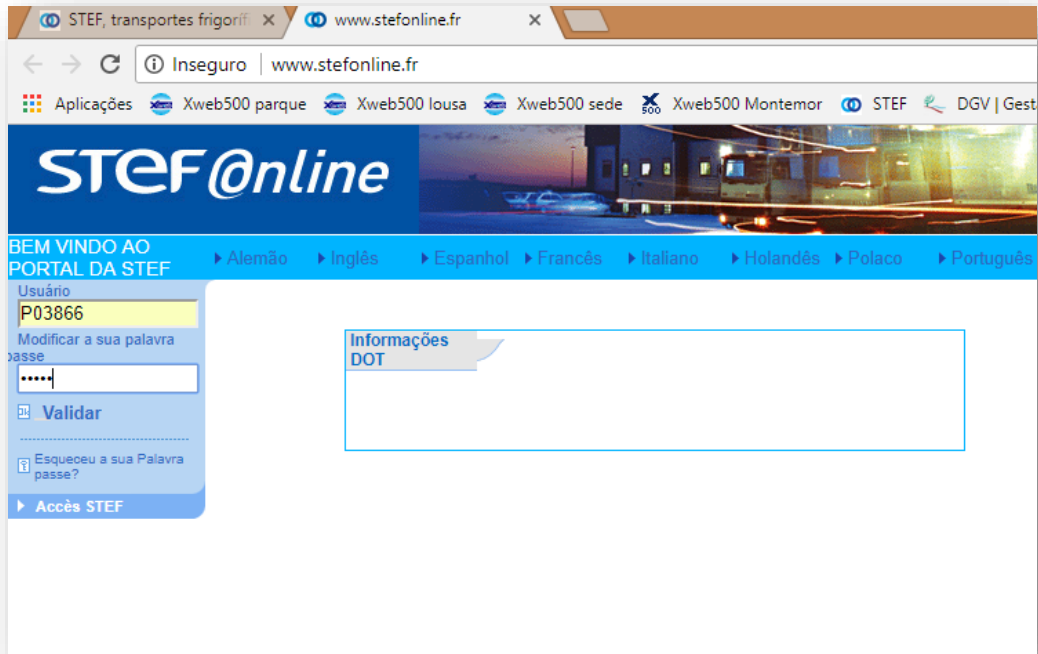 STEF, transportes frigoríf
www.stefonline.fr
Inseguro
www.stefonline.fr
Aplicações
Xweb500 parque
Xweb500 lousa
Xweb500 sede
500
Xweb500 Montemor
STEF
DGV | Gest
STEF@nline
BEM VINDO AO
PORTAL DA STEF
Alemão
Inglês
Espanhol
Francês
Italiano
Holandês
Polaco
Português
Usuário
P03866
Modificar a sua palavra
passe
•••••
Validar
Esqueceu a sua Palavra
passe?
Accès STEF
Informações
DOT